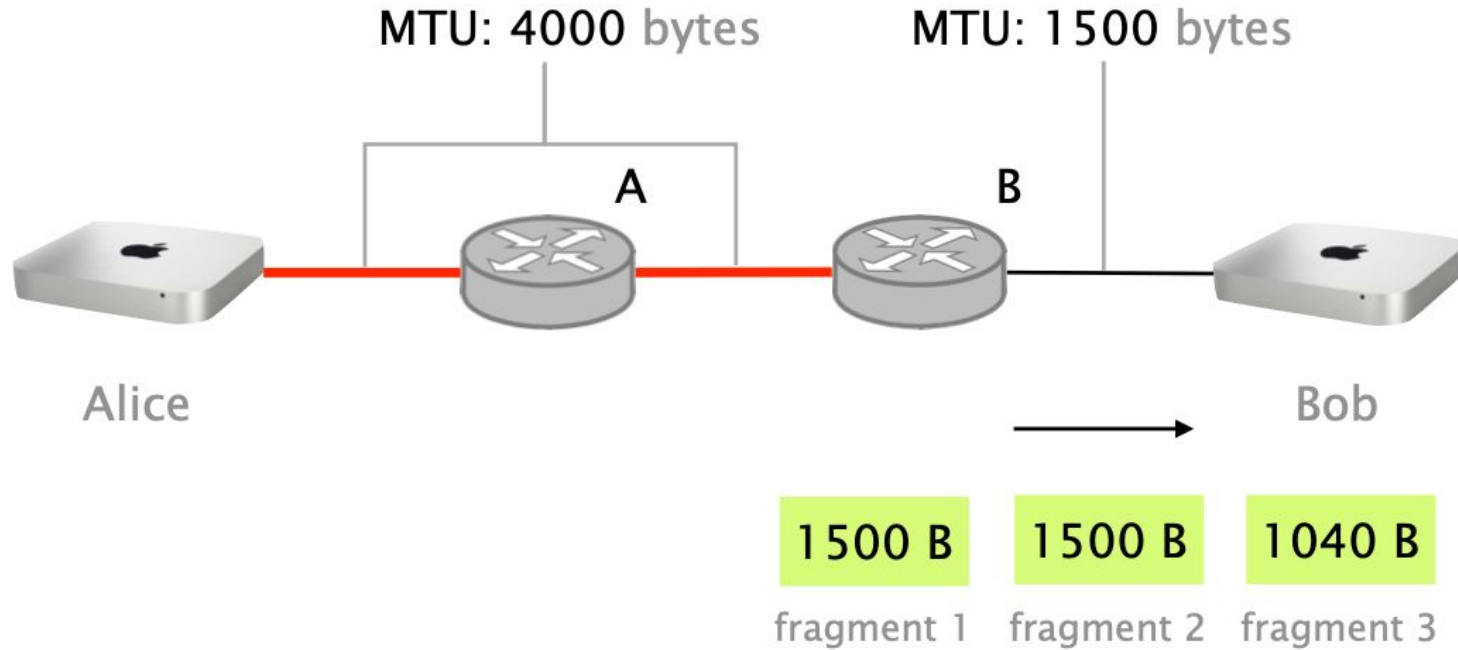 MTU: 4000 bytes
MTU: 1500 bytes
A
B
Alice
Bob
1500 B
1500 B
1040 B
fragment 1
fragment 2
fragment 3